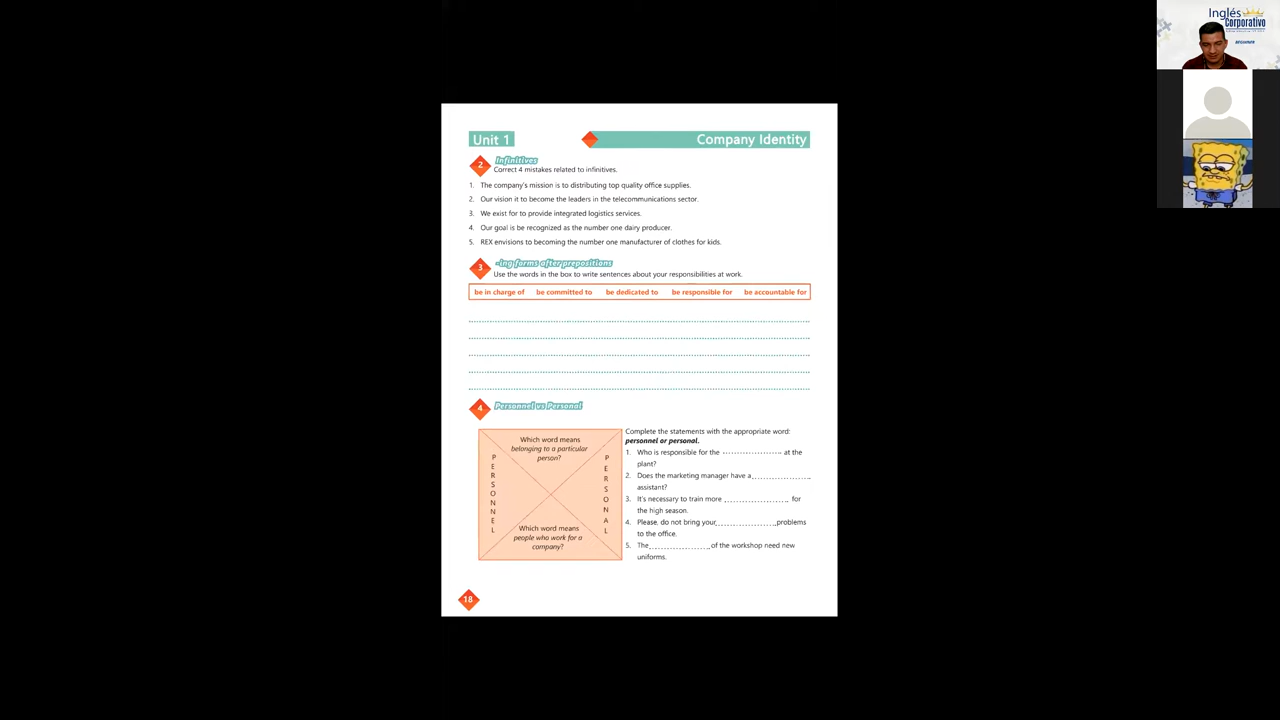 Inglés
Corporativo
BEGINNER
Unit 1
Company Identity
2
Infinitives
Correct 4 mistakes related to infinitives.
1. The company's mission is to distributing top quality office supplies.
2. Our vision it to become the leaders in the telecommunications sector.
3. We exist for to provide integrated logistics services.
4. Our goal is be recognized as the number one dairy producer.
5. REX envisions to becoming the number one manufacturer of clothes for kids.
3
-ing forms after prepositions
Use the words in the box to write sentences about your responsibilities at work.
be in charge of be committed to be dedicated to be responsible for be accountable for
4
Personnel vs Personal
Which word means
belonging to a particular
person?
PERSONNEL
PERSONAL
Which word means
people who work for a
company?
Complete the statements with the appropriate word:
personnel or personal.
1. Who is responsible for the .................... at the
plant?
2. Does the marketing manager have a....................
assistant?
3. It's necessary to train more .................... for
the high season.
4. Please, do not bring your....................problems
to the office.
5. The....................of the workshop need new
uniforms.
18